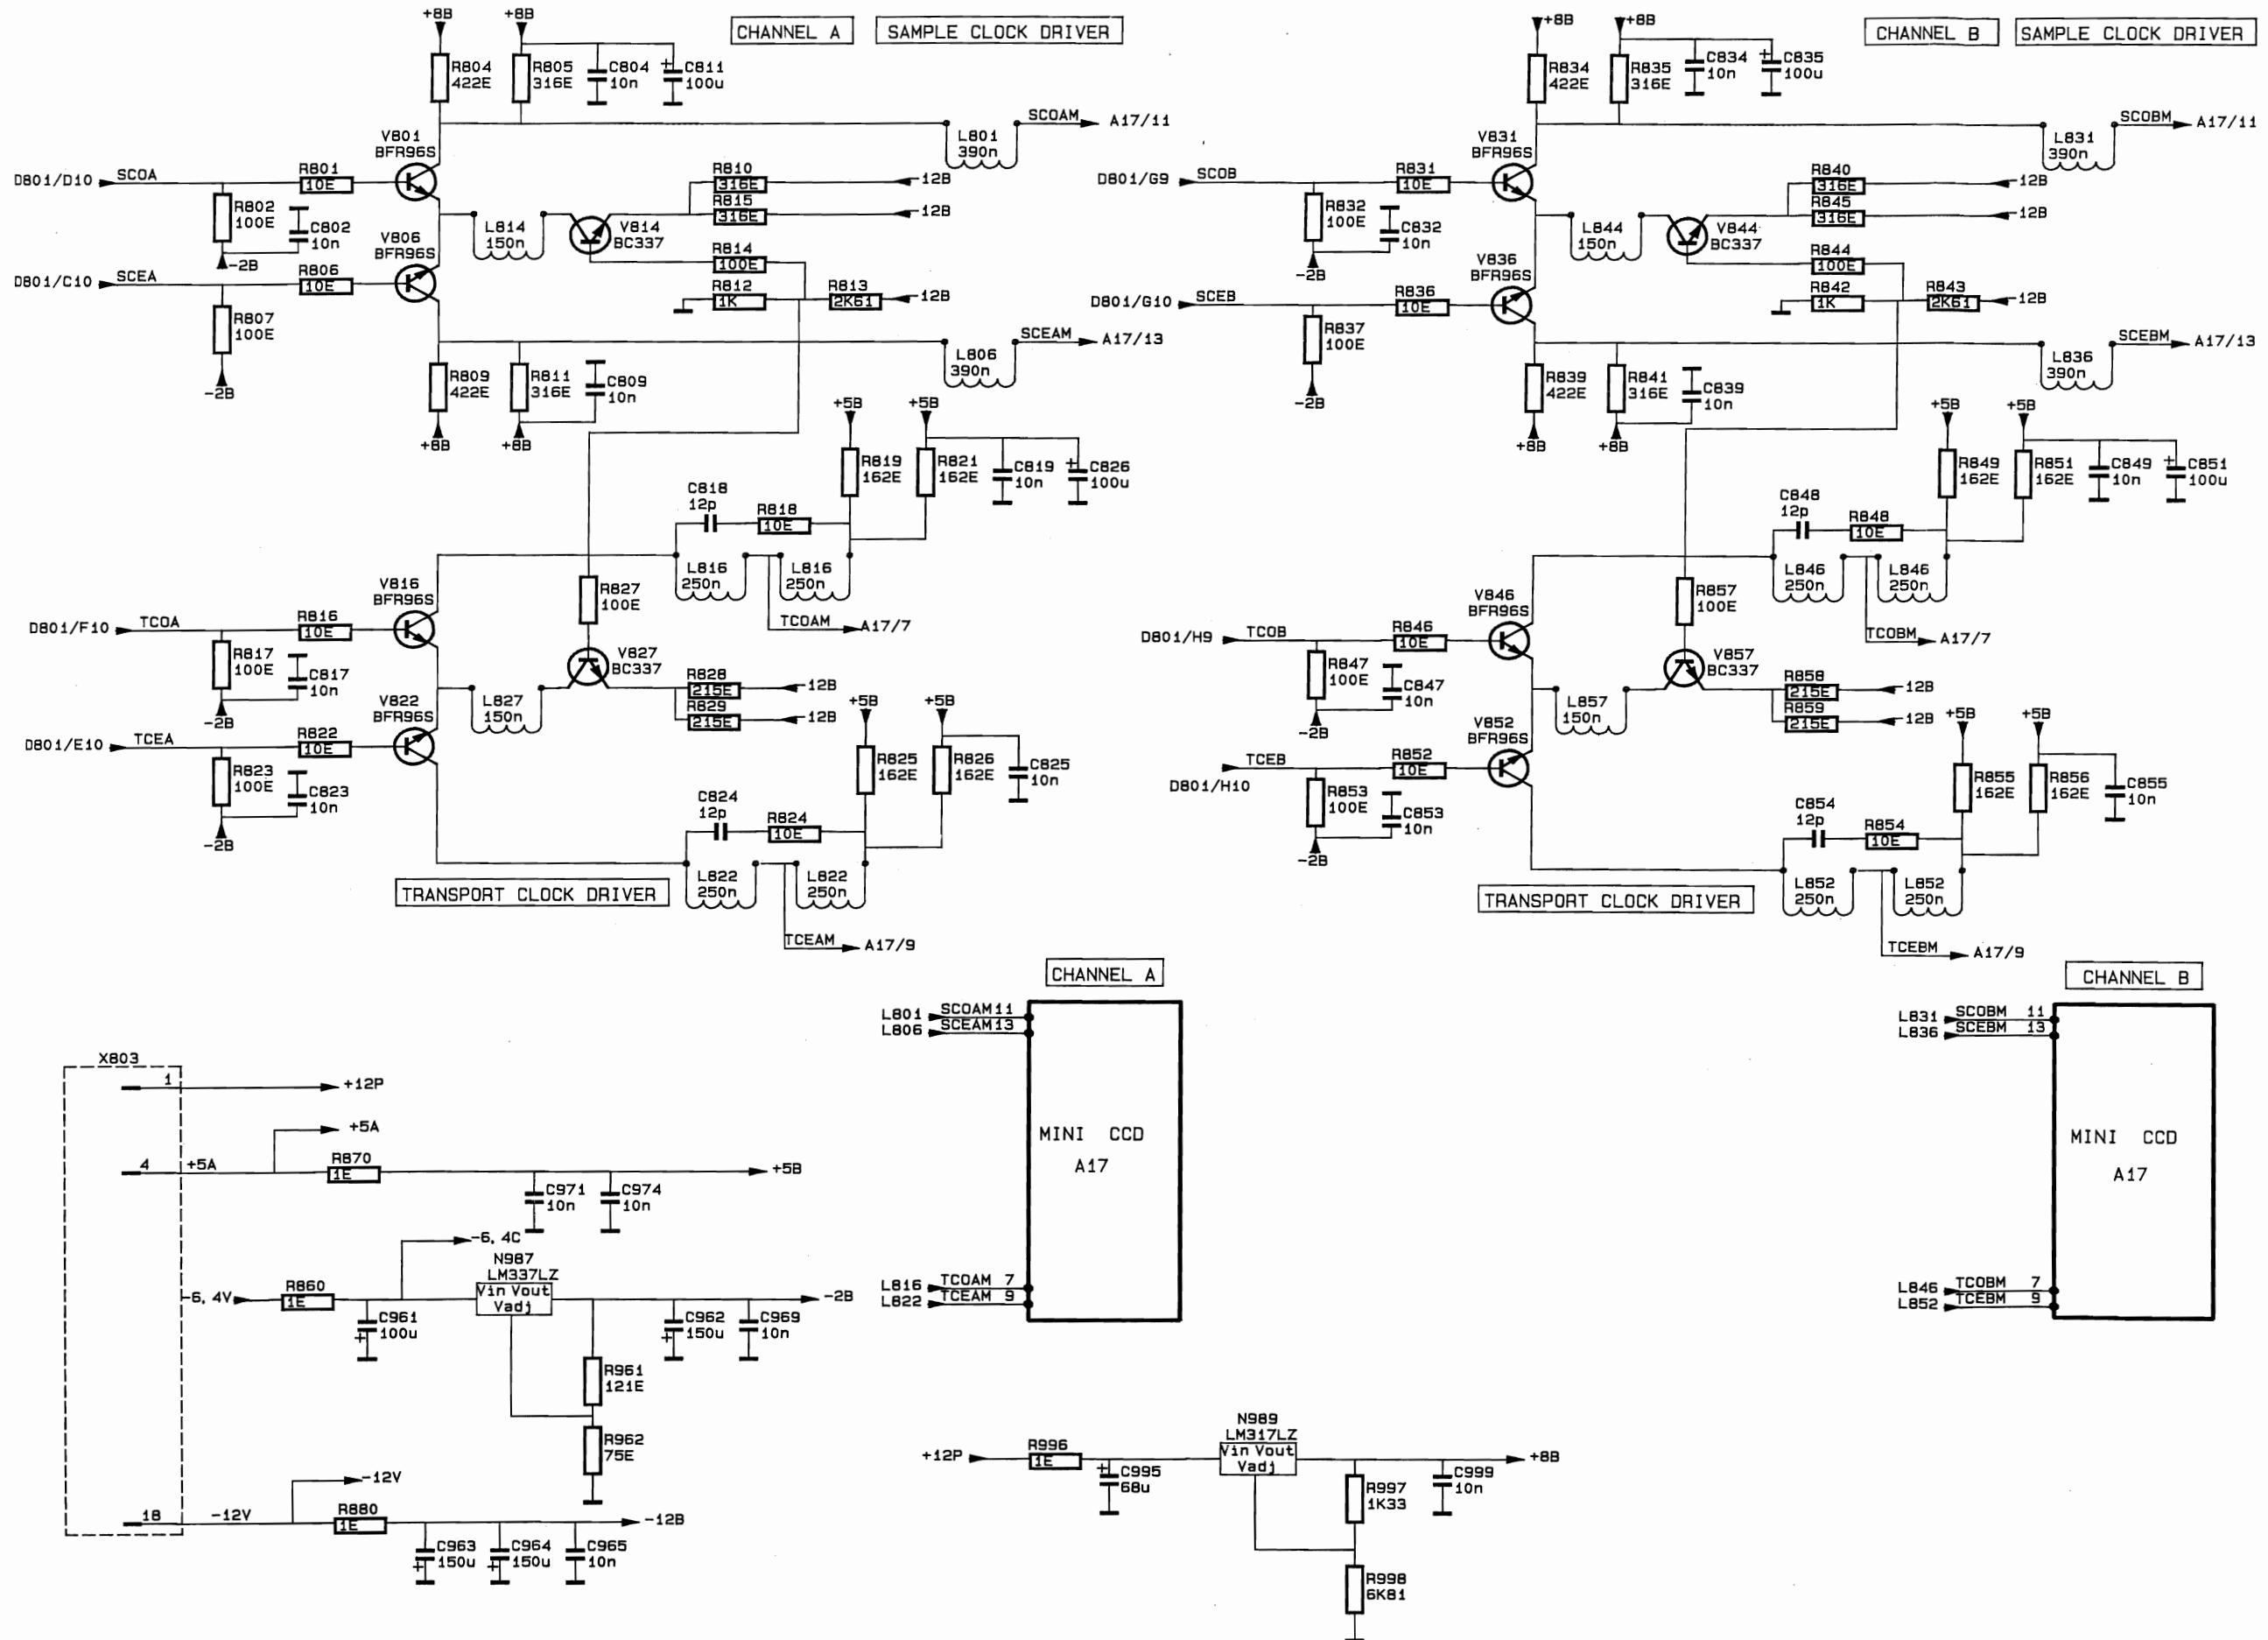 CHANNEL A
SAMPLE CLOCK DRIVER
+8B
+8B
R804
422E
R805
316E
C804
10n
C811
100u
+
SCOAM
A17/11
L801
390n
V801
BFR96S
D801/D10
SCOA
R801
10E
R802
100E
C802
10n
-2B
R810
316E
-12B
R815
316E
-12B
L814
150n
V814
BC337
V806
BFR96S
D801/C10
SCEA
R806
10E
R814
100E
R812
1K
R813
2K61
-12B
R807
100E
-2B
SCEAM
A17/13
L806
390n
R809
422E
R811
316E
C809
10n
+8B
+8B
+5B
+5B
R819
162E
R821
162E
C819
10n
+
C826
100u
C818
12p
R818
10E
L816
250n
L816
250n
TCOAM
A17/7
V816
BFR96S
D801/F10
TCOA
R816
10E
R817
100E
C817
10n
-2B
R827
100E
V827
BC337
L827
150n
R828
215E
-12B
R829
215E
-12B
V822
BFR96S
D801/E10
TCEA
R822
10E
R823
100E
C823
10n
-2B
+5B
+5B
R825
162E
R826
162E
C825
10n
C824
12p
R824
10E
L822
250n
L822
250n
TCEAM
A17/9
TRANSPORT CLOCK DRIVER
CHANNEL B
SAMPLE CLOCK DRIVER
+8B
+8B
R834
422E
R835
316E
C834
10n
+
C835
100u
SCOBM
A17/11
L831
390n
V831
BFR96S
D801/G9
SCOB
R831
10E
R832
100E
C832
10n
-2B
R840
316E
-12B
R845
316E
-12B
L844
150n
V844
BC337
V836
BFR96S
D801/G10
SCEB
R836
10E
R844
100E
R842
1K
R843
2K61
-12B
R837
100E
-2B
SCEBM
A17/13
L836
390n
R839
422E
R841
316E
C839
10n
+8B
+8B
+5B
+5B
R849
162E
R851
162E
C849
10n
+
C851
100u
C848
12p
R848
10E
L846
250n
L846
250n
TCOBM
A17/7
V846
BFR96S
D801/H9
TCOB
R846
10E
R847
100E
C847
10n
-2B
R857
100E
V857
BC337
L857
150n
R858
215E
-12B
R859
215E
-12B
V852
BFR96S
TCEB
D801/H10
R852
10E
R853
100E
C853
10n
-2B
+5B
+5B
R855
162E
R856
162E
C855
10n
C854
12p
R854
10E
L852
250n
L852
250n
TCEBM
A17/9
TRANSPORT CLOCK DRIVER
CHANNEL A
L801
SCOAM 11
L806
SCEAM 13
MINI CCD
A17
L816
TCOAM 7
L822
TCEAM 9
CHANNEL B
L831
SCOBM 11
L836
SCEBM 13
MINI CCD
A17
L846
TCOBM 7
L852
TCEBM 9
X803
1
+12P
+5A
4
+5A
R870
1E
+5B
C971
10n
C974
10n
-6,4C
N987
LM337LZ
Vin Vout
Vadj
-6,4V
R860
1E
-2B
C961
100u
+
C962
150u
+
C969
10n
R961
121E
R962
75E
-12V
18
-12V
R880
1E
-12B
C963
150u
+
C964
150u
+
C965
10n
N989
LM317LZ
Vin Vout
Vadj
+12P
R996
1E
+8B
+
C995
68u
R997
1K33
C999
10n
R998
6K81